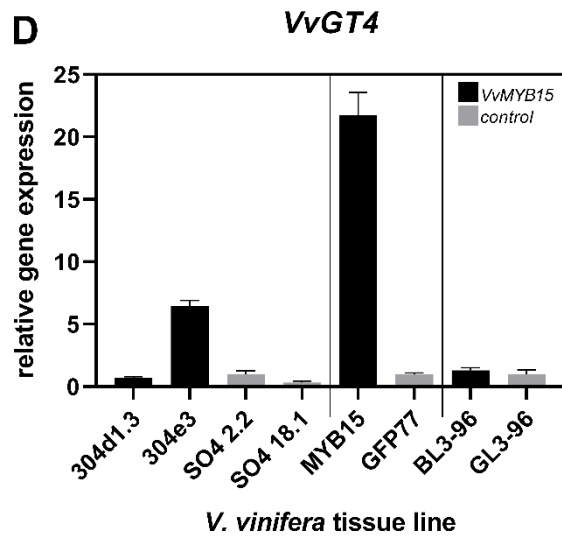 D
VvGT4
relative gene expression
25
20
15
10
5
0
VvMYB15
control
304d1.3
304e3
SO4 2.2
SO4 18.1
MYB15
GFP77
BL3-96
GL3-96
V. vinifera tissue line